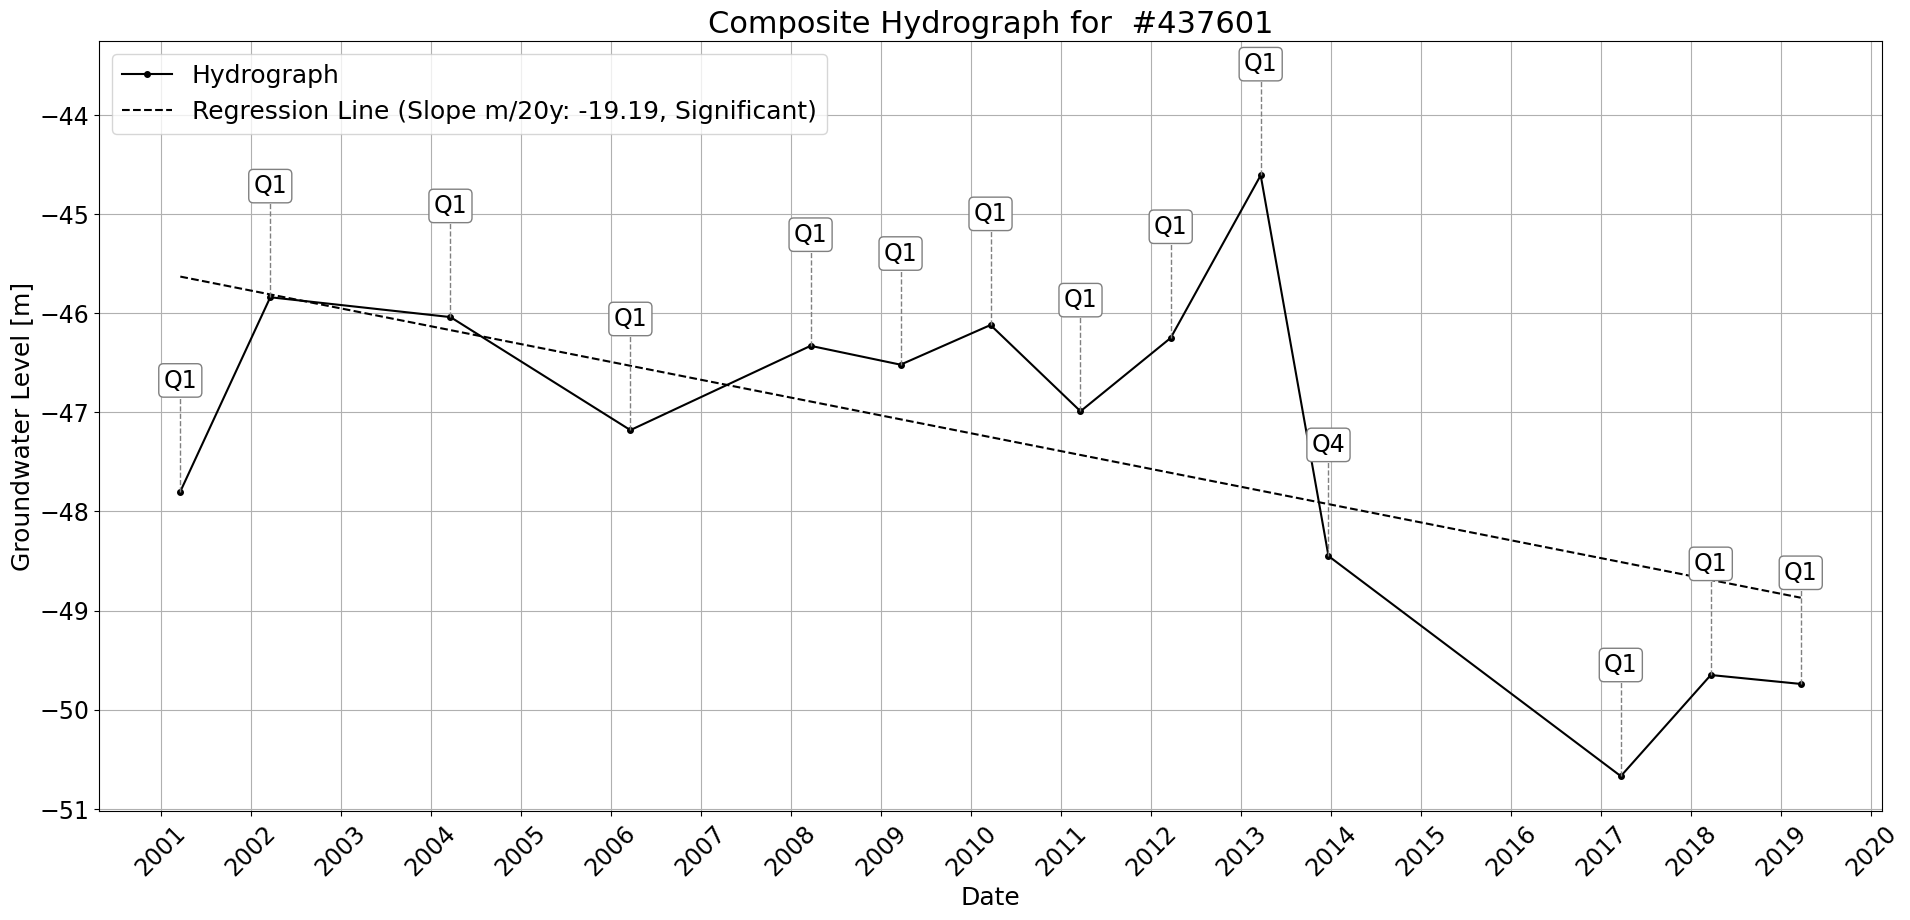 Composite Hydrograph for  #437601
Hydrograph
Regression Line (Slope m/20y: -19.19, Significant)
Groundwater Level [m]
−44
−45
−46
−47
−48
−49
−50
−51
Q1
Q1
Q1
Q1
Q1
Q1
Q1
Q1
Q1
Q1
Q4
Q1
Q1
Q1
2001
2002
2003
2004
2005
2006
2007
2008
2009
2010
2011
2012
2013
2014
2015
2016
2017
2018
2019
2020
Date